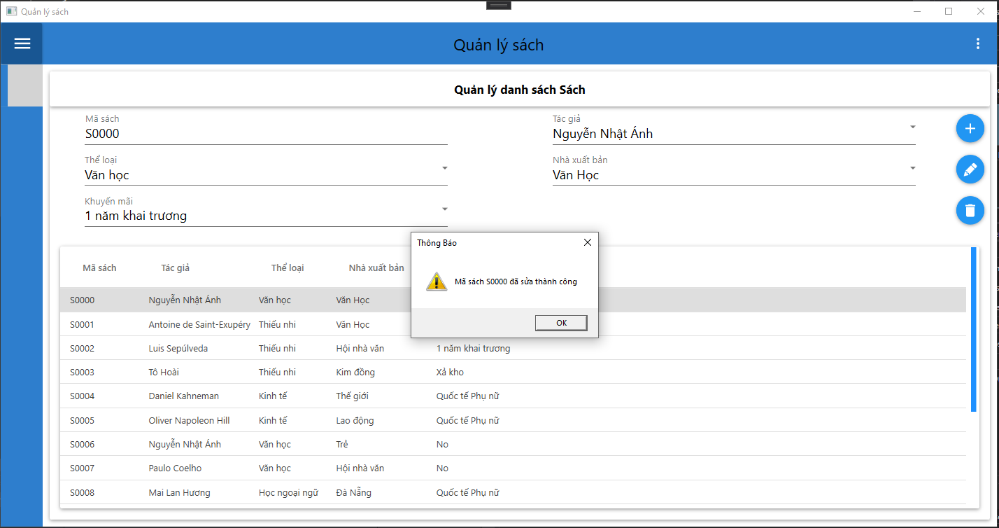 Quản lý sách
Quản lý sách
Quản lý danh sách Sách
Mã sách
S0000
Tác giả
Nguyễn Nhật Ánh
Thể loại
Văn học
Nhà xuất bản
Văn Học
Khuyến mãi
1 năm khai trương
Thông Báo
Mã sách S0000 đã sửa thành công
OK
Mã sách Tác giả Thể loại Nhà xuất bản
S0000 Nguyễn Nhật Ánh Văn học Văn Học
S0001 Antoine de Saint-Exupéry Thiếu nhi Văn Học
S0002 Luis Sepúlveda Thiếu nhi Hội nhà văn 1 năm khai trương
S0003 Tô Hoài Thiếu nhi Kim đồng Xả kho
S0004 Daniel Kahneman Kinh tế Thế giới Quốc tế Phụ nữ
S0005 Oliver Napoleon Hill Kinh tế Lao động Quốc tế Phụ nữ
S0006 Nguyễn Nhật Ánh Văn học Trẻ No
S0007 Paulo Coelho Văn học Hội nhà văn No
S0008 Mai Lan Hương Học ngoại ngữ Đà Nẵng Quốc tế Phụ nữ